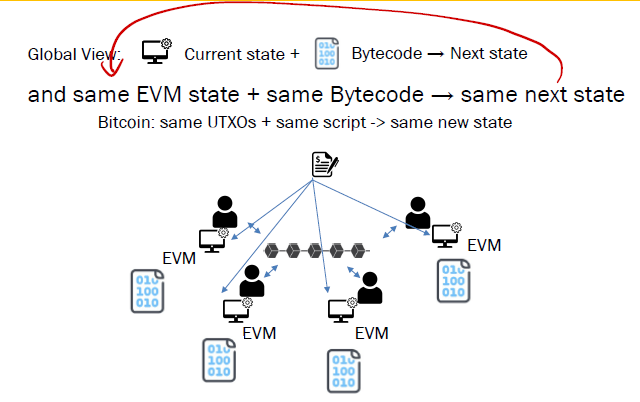 Global View: Current state + 010 100 010 Bytecode → Next state
and same EVM state + same Bytecode → same next state
Bitcoin: same UTXOs + same script -> same new state
$
EVM
EVM
010
100
010
010
100
010
EVM
EVM
010
100
010
010
100
010